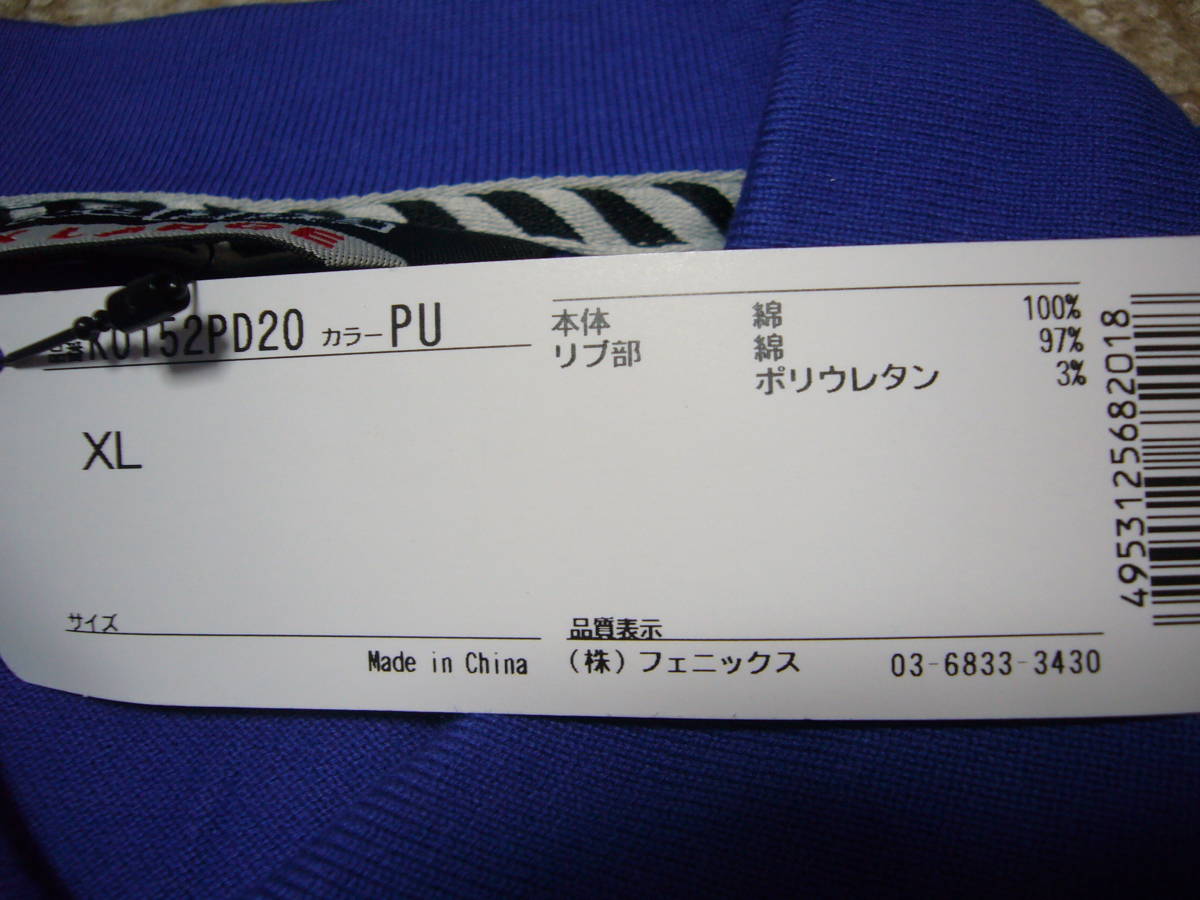 K0152PD20 カラー PU
XL
サイズ
Made in China
本体 綿 100%
リブ部 綿 97%
ポリウレタン 3%
品質表示
(株)フェニックス 03-6833-3430
4953125682018